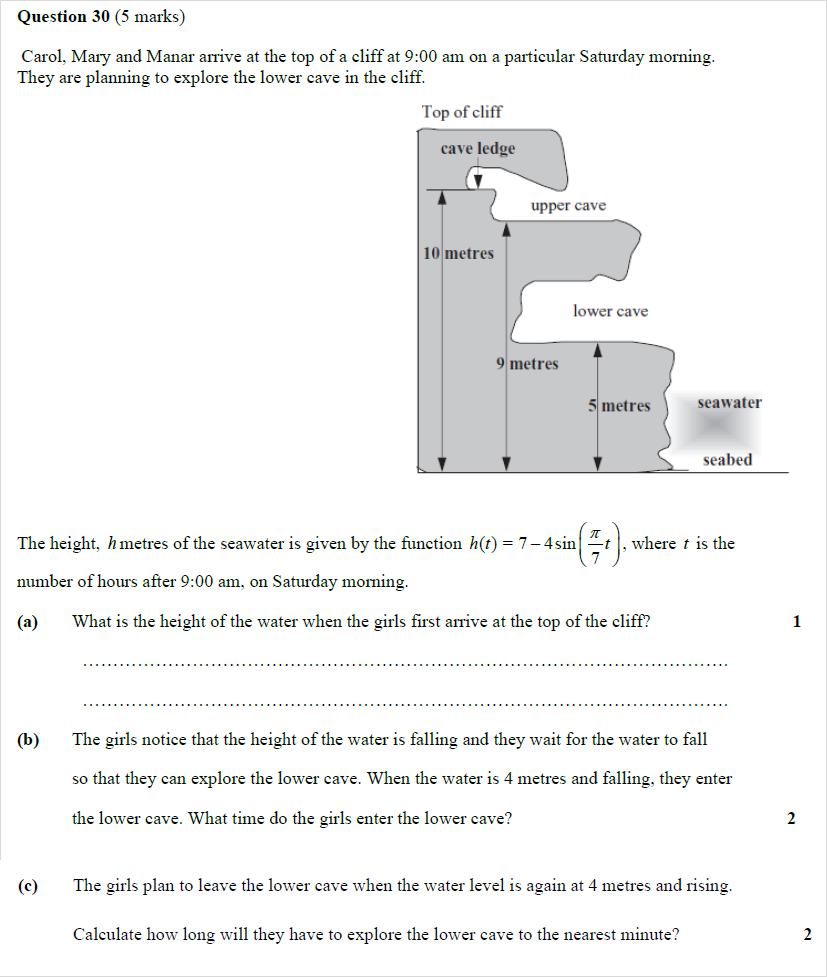 Question 30 (5 marks)
Carol, Mary and Manar arrive at the top of a cliff at 9:00 am on a particular Saturday morning.
They are planning to explore the lower cave in the cliff.
Top of cliff
cave ledge
upper cave
10 metres
lower cave
9 metres
5 metres
seawater
seabed
The height, h metres of the seawater is given by the function h(t) = 7 – 4 sin(π/7 t), where t is the
number of hours after 9:00 am, on Saturday morning.
(a) What is the height of the water when the girls first arrive at the top of the cliff? 1
(b) The girls notice that the height of the water is falling and they wait for the water to fall
so that they can explore the lower cave. When the water is 4 metres and falling, they enter
the lower cave. What time do the girls enter the lower cave? 2
(c) The girls plan to leave the lower cave when the water level is again at 4 metres and rising.
Calculate how long will they have to explore the lower cave to the nearest minute? 2